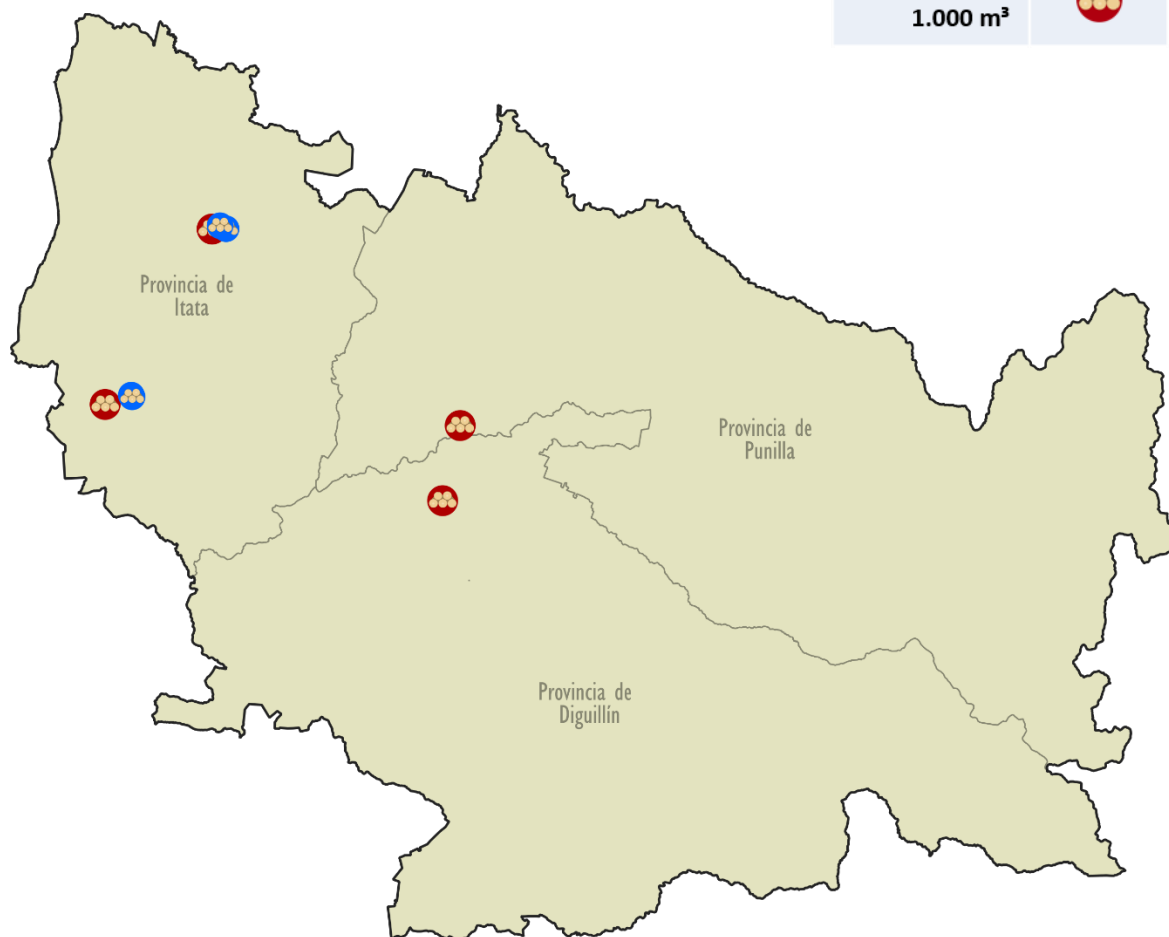 1.000 m³
Provincia de
Itata
Provincia de
Punilla
Provincia de
Diguillín